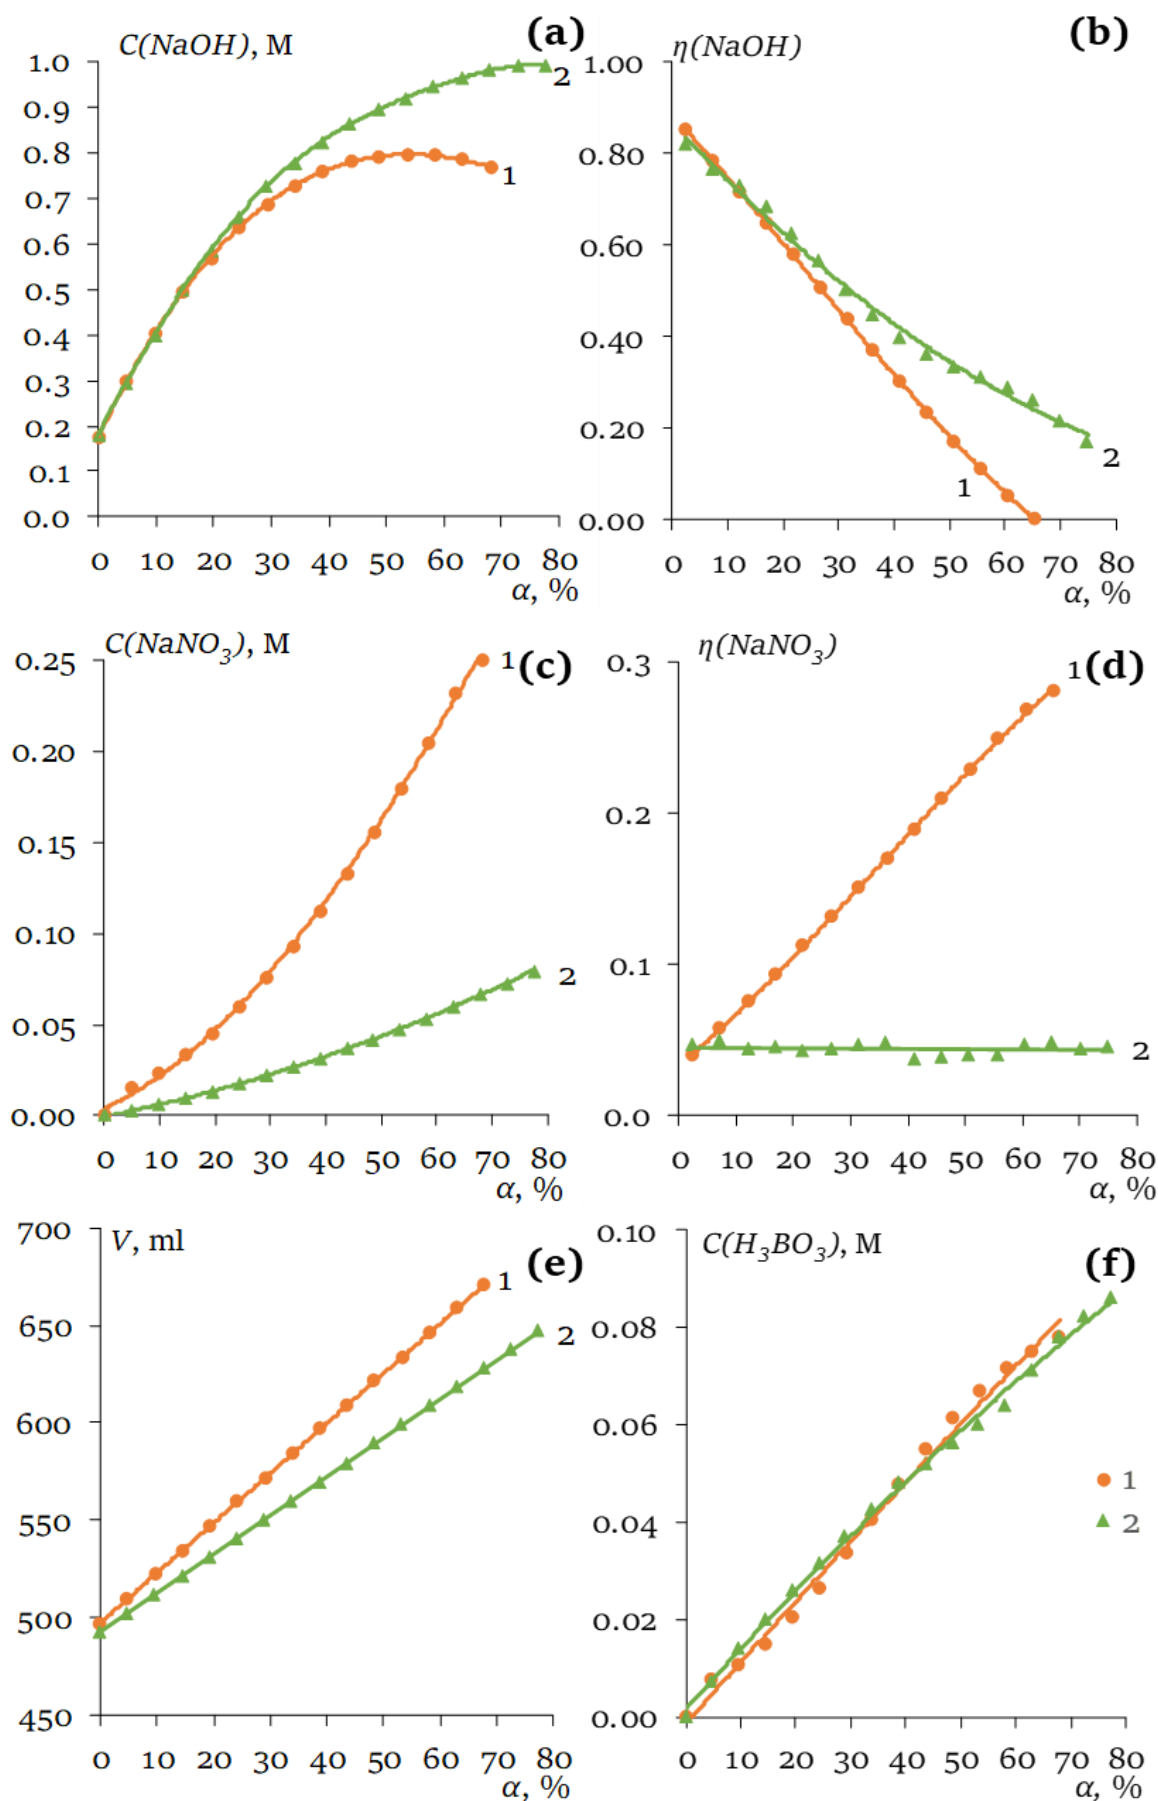 C(NaOH), M
(a)
1.0
0.9
0.8
0.7
0.6
0.5
0.4
0.3
0.2
0.1
0.0
2
1
0 10 20 30 40 50 60 70 80
α, %
η(NaOH)
(b)
1.00
0.80
0.60
0.40
0.20
0.00
1
2
0 10 20 30 40 50 60 70 80
α, %
C(NaNO₃), M
(c)
0.25
0.20
0.15
0.10
0.05
0.00
1
2
0 10 20 30 40 50 60 70 80
α, %
η(NaNO₃)
(d)
0.3
0.2
0.1
0.0
1
2
0 10 20 30 40 50 60 70 80
α, %
V, ml
(e)
700
650
600
550
500
450
1
2
0 10 20 30 40 50 60 70 80
α, %
C(H₃BO₃), M
(f)
0.10
0.08
0.06
0.04
0.02
0.00
1
2
0 10 20 30 40 50 60 70 80
α, %